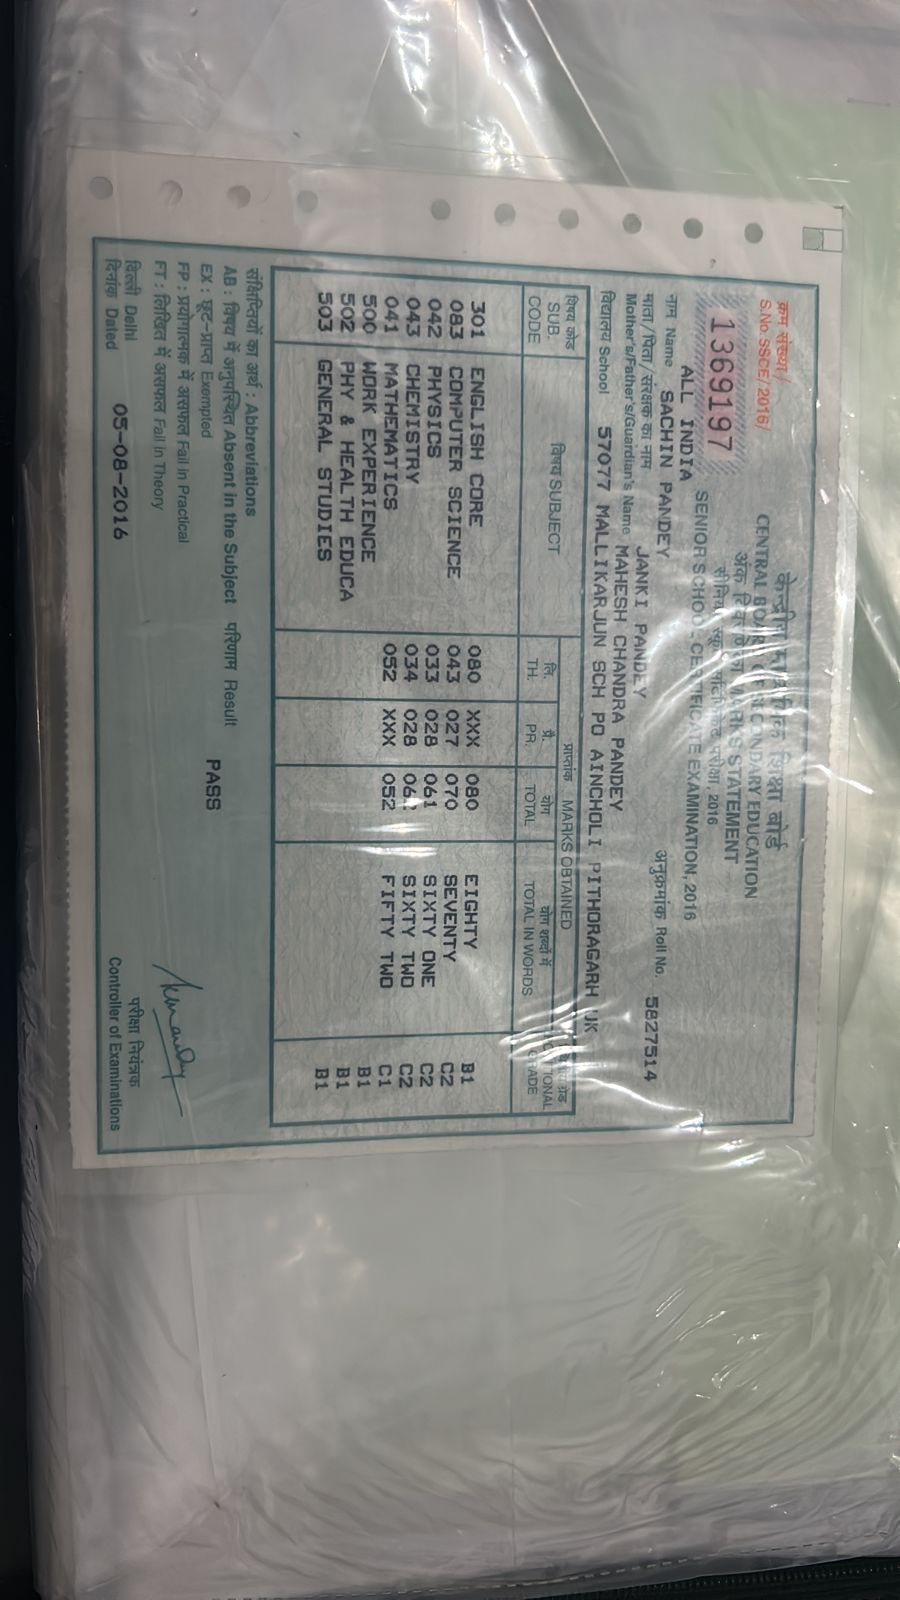 क्रम संख्या/
S.No. SSCE/2016/
1369197
केन्द्रीय माध्यमिक शिक्षा बोर्ड
CENTRAL BOARD OF SECONDARY EDUCATION
अंक विवरणिका MARKS STATEMENT
सीनियर स्कूल परीक्षा, 2016
SENIOR SCHOOL CERTIFICATE EXAMINATION, 2016
ALL INDIA
नाम Name SACHIN PANDEY
अनुक्रमांक Roll No. 5827514
माता/पिता/संरक्षक का नाम JANKI PANDEY
Mother's/Father's/Guardian's Name MAHESH CHANDRA PANDEY
विद्यालय School 57077 MALLIKARJUN SCH PO AINCHOLI PITHORAGARH UK
विषय कोड SUB. CODE
विषय SUBJECT
प्राप्तांक MARKS OBTAINED
लि. TH.
प्रै. PR.
योग TOTAL
योग शब्दों में TOTAL IN WORDS
GRADE
301 ENGLISH CORE 080 XXX 080 EIGHTY B1
083 COMPUTER SCIENCE 043 027 070 SEVENTY C2
042 PHYSICS 033 028 061 SIXTY ONE C2
043 CHEMISTRY 034 028 062 SIXTY TWO C2
041 MATHEMATICS 052 XXX 052 FIFTY TWO C1
500 WORK EXPERIENCE B1
502 PHY & HEALTH EDUCA B1
503 GENERAL STUDIES B1
संक्षिप्तियों का अर्थ : Abbreviations
AB : विषय में अनुपस्थित Absent in the Subject परिणाम Result PASS
EX : छूट-प्राप्त Exempted
FP : प्रयोगात्मक में असफल Fail in Practical
FT : लिखित में असफल Fail in Theory
दिल्ली Delhi
दिनांक Dated 05-08-2016
परीक्षा नियंत्रक
Controller of Examinations